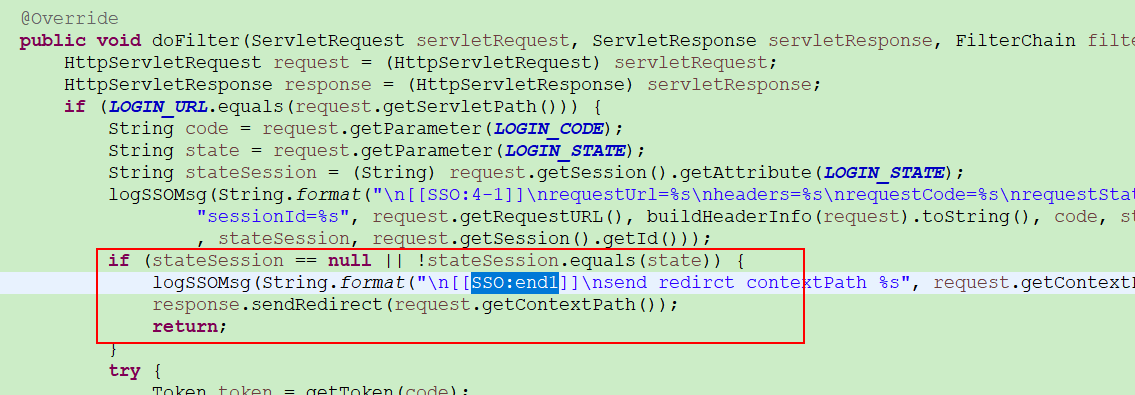 @Override
public void doFilter(ServletRequest servletRequest, ServletResponse servletResponse, FilterChain filte
HttpServletRequest request = (HttpServletRequest) servletRequest;
HttpServletResponse response = (HttpServletResponse) servletResponse;
if (LOGIN_URL.equals(request.getServletPath())) {
String code = request.getParameter(LOGIN_CODE);
String state = request.getParameter(LOGIN_STATE);
String stateSession = (String) request.getSession().getAttribute(LOGIN_STATE);
logSSOMsg(String.format("\n[[SSO:4-1]]\nrequestUrl=%s\nheaders=%s\nrequestCode=%s\nrequestStat
"sessionId=%s", request.getRequestURL(), buildHeaderInfo(request).toString(), code, st
, stateSession, request.getSession().getId()));
if (stateSession == null || !stateSession.equals(state)) {
logSSOMsg(String.format("\n[[SSO:end1]]\nsend redirct contextPath %s", request.getContextP
response.sendRedirect(request.getContextPath());
return;
}
try {
Token token = getToken(code);